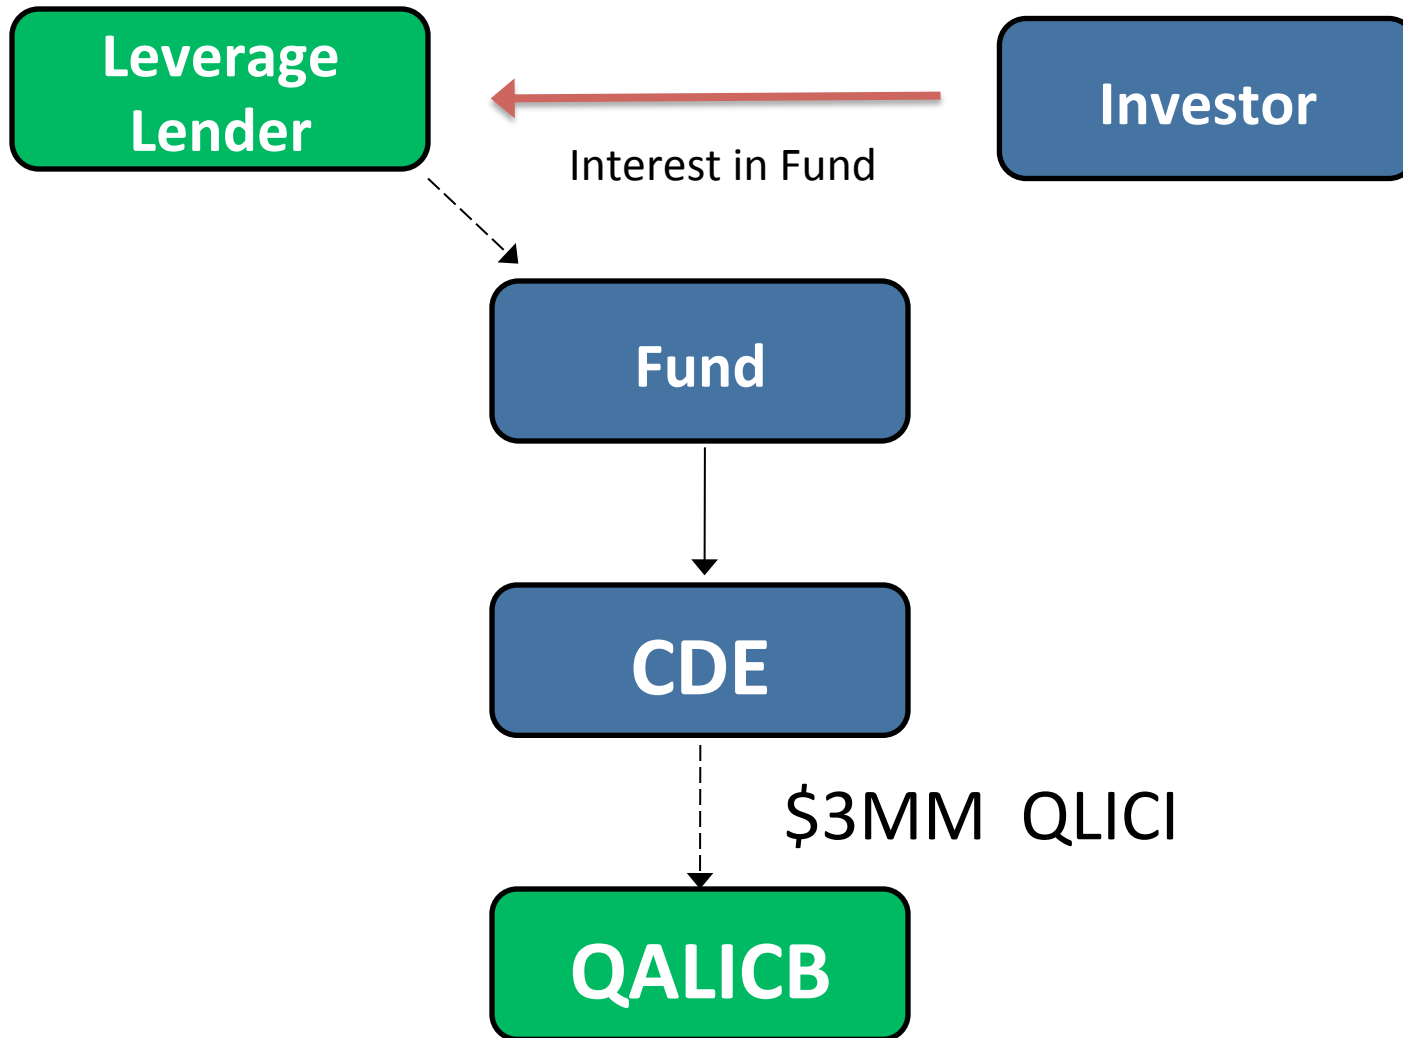 Leverage
Lender
Investor
Interest in Fund
Fund
CDE
$3MM  QLICI
QALICB